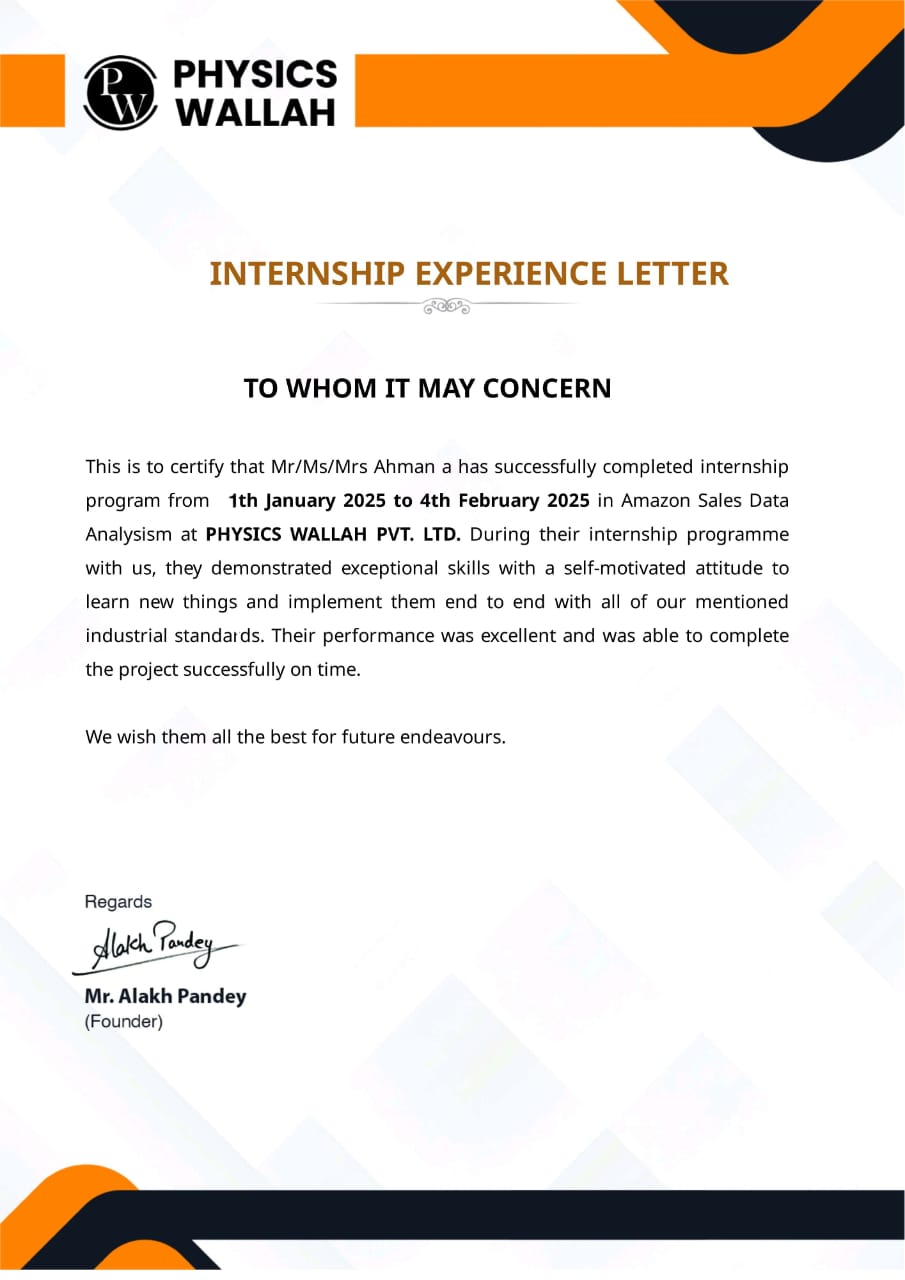 PW
PHYSICS
WALLAH
INTERNSHIP EXPERIENCE LETTER
TO WHOM IT MAY CONCERN
This is to certify that Mr/Ms/Mrs Ahman a has successfully completed internship
program from 1th January 2025 to 4th February 2025 in Amazon Sales Data
Analysism at PHYSICS WALLAH PVT. LTD. During their internship programme
with us, they demonstrated exceptional skills with a self-motivated attitude to
learn new things and implement them end to end with all of our mentioned
industrial standards. Their performance was excellent and was able to complete
the project successfully on time.
We wish them all the best for future endeavours.
Regards
Alakh Pandey
Mr. Alakh Pandey
(Founder)